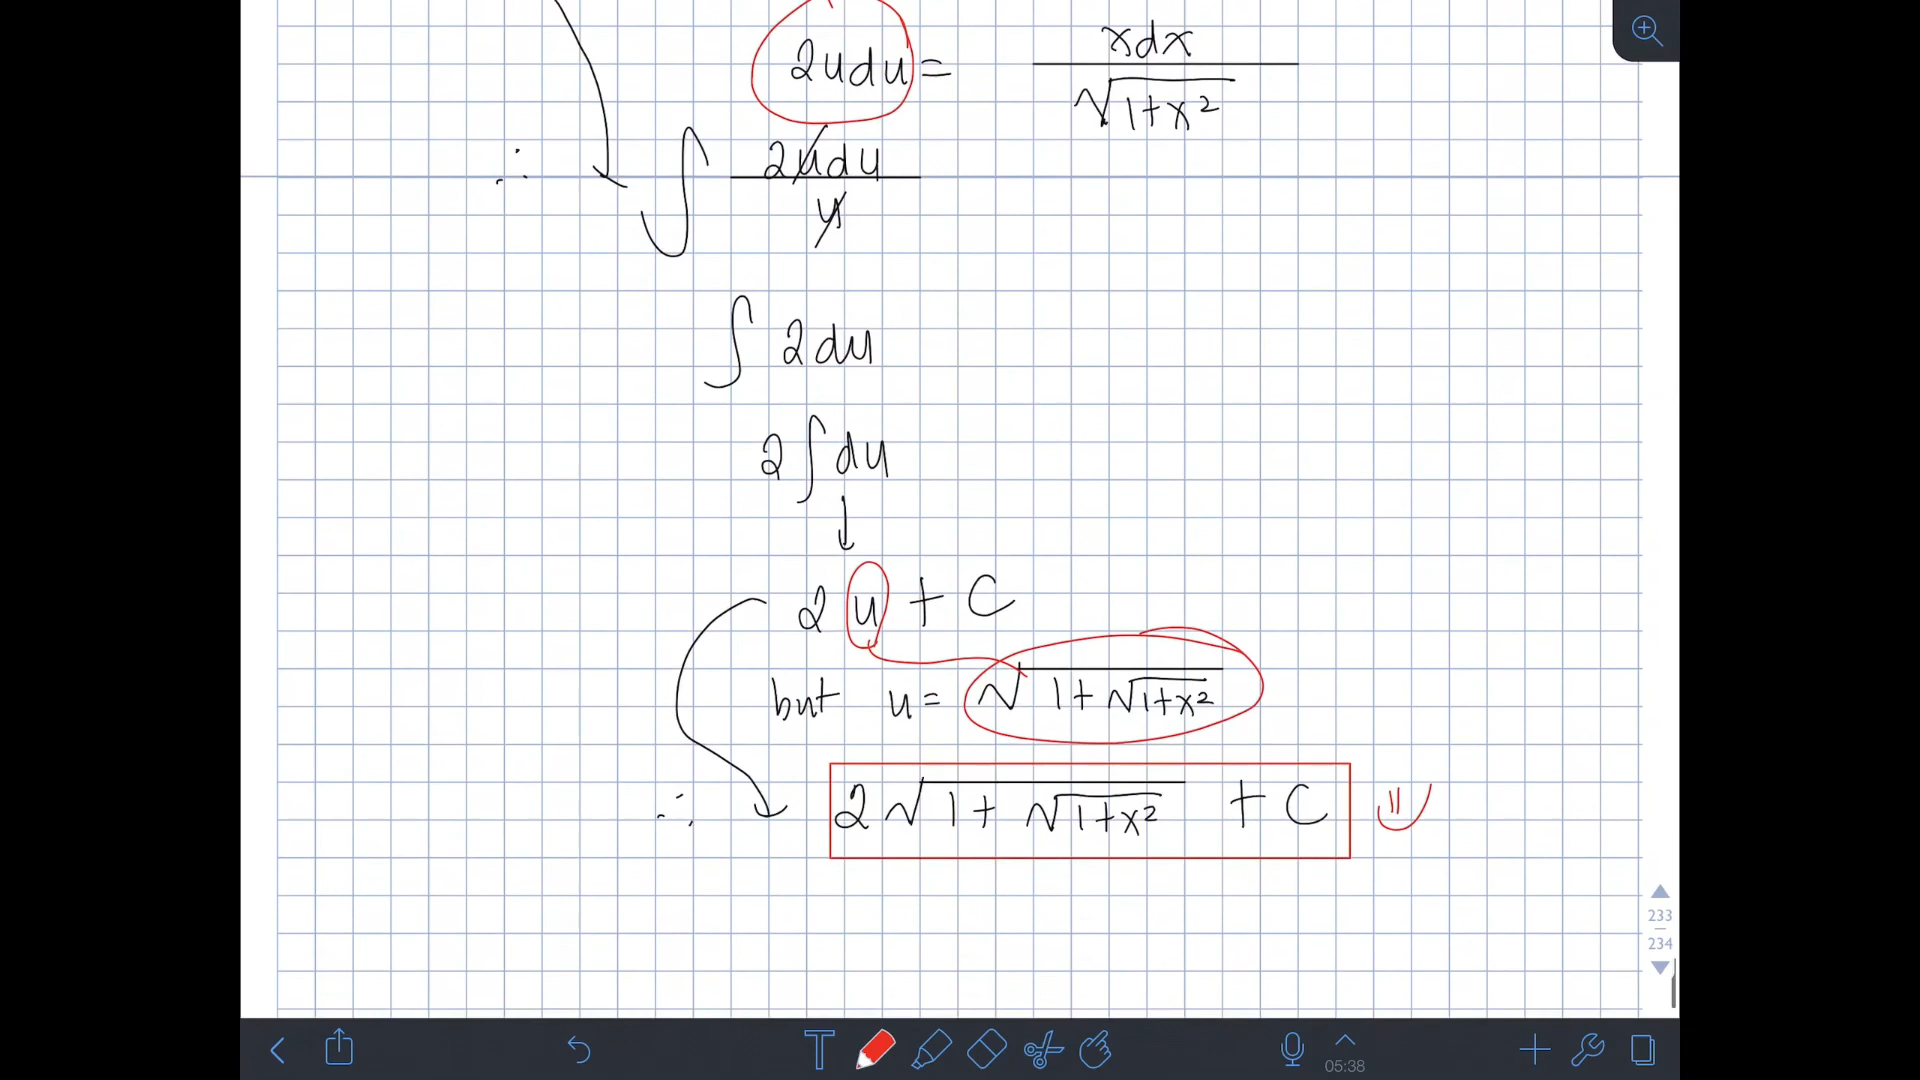 2udu = xdx / √1+x²
∴ ∫ 2udu / u
∫ 2du
2 ∫ du
↓
2u + C
but u = √1+√1+x²
∴ 2√1+√1+x² + C
233
234
T
05:38